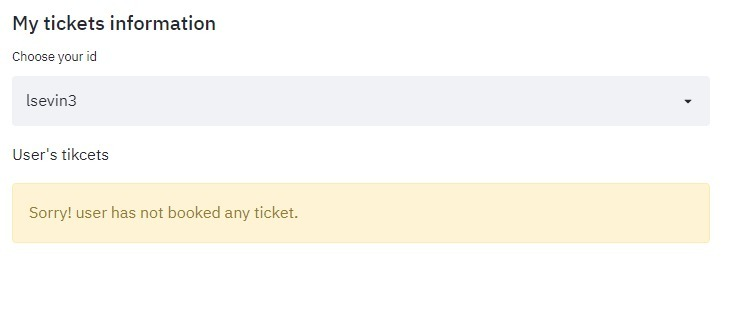 My tickets information
Choose your id
lsevin3
User's tikcets
Sorry! user has not booked any ticket.